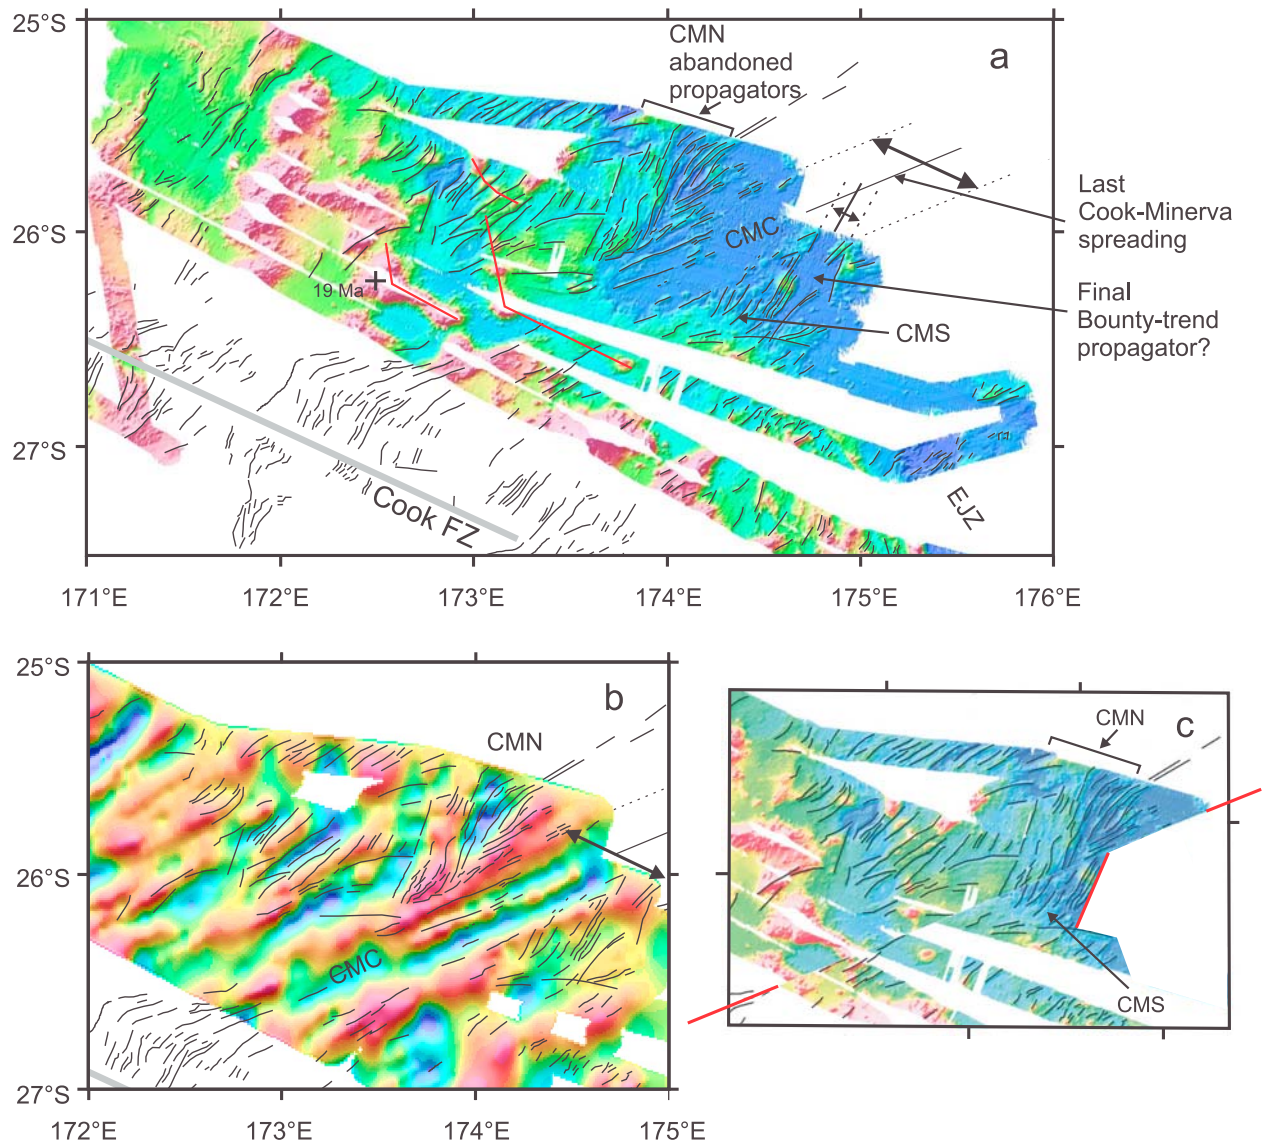 25°S
26°S
27°S
CMN
abandoned
propagators
a
CMC
19 Ma
CMS
Cook FZ
EJZ
Last
Cook-Minerva
spreading
Final
Bounty-trend
propagator?
171°E
172°E
173°E
174°E
175°E
176°E
25°S
26°S
27°S
b
CMN
CMC
172°E
173°E
174°E
175°E
CMN
c
CMS